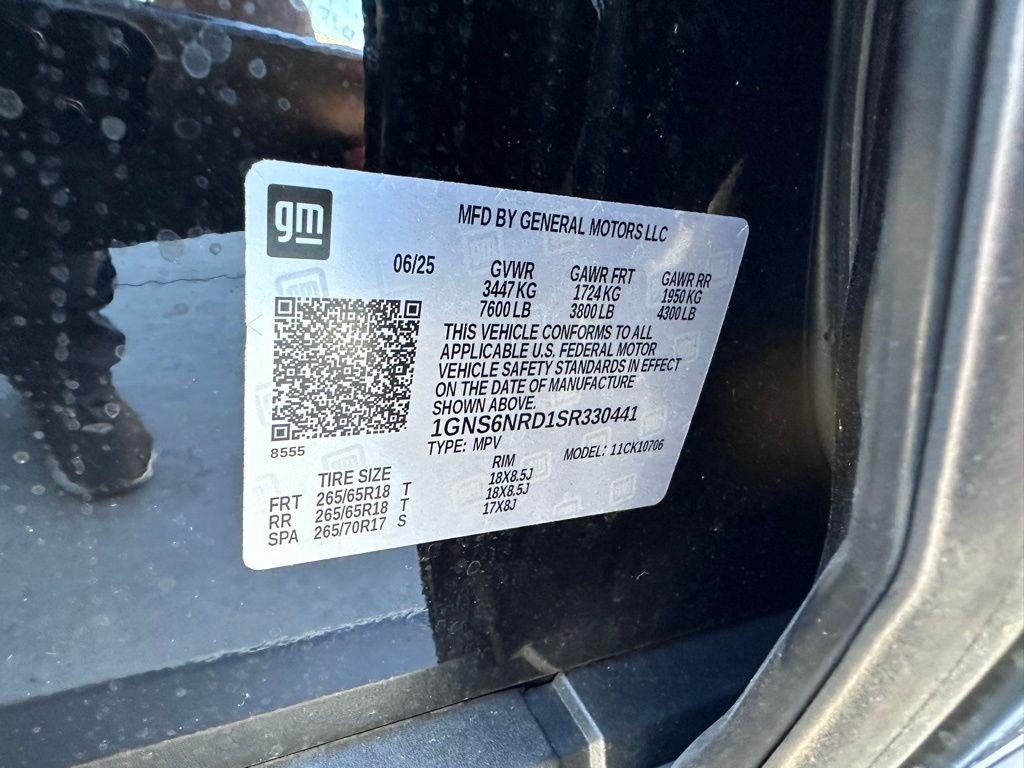 gm
MFD BY GENERAL MOTORS LLC
06/25 GVWR GAWR FRT GAWR RR
3447 KG 1724 KG 1950 KG
7600 LB 3800 LB 4300 LB
THIS VEHICLE CONFORMS TO ALL
APPLICABLE U.S. FEDERAL MOTOR
VEHICLE SAFETY STANDARDS IN EFFECT
ON THE DATE OF MANUFACTURE
SHOWN ABOVE.
1GNS6NRD1SR330441
8555 TYPE: MPV MODEL: 11CK10706
TIRE SIZE RIM
FRT 265/65R18 T 18X8.5J
RR 265/65R18 T 18X8.5J
SPA 265/70R17 S 17X8J